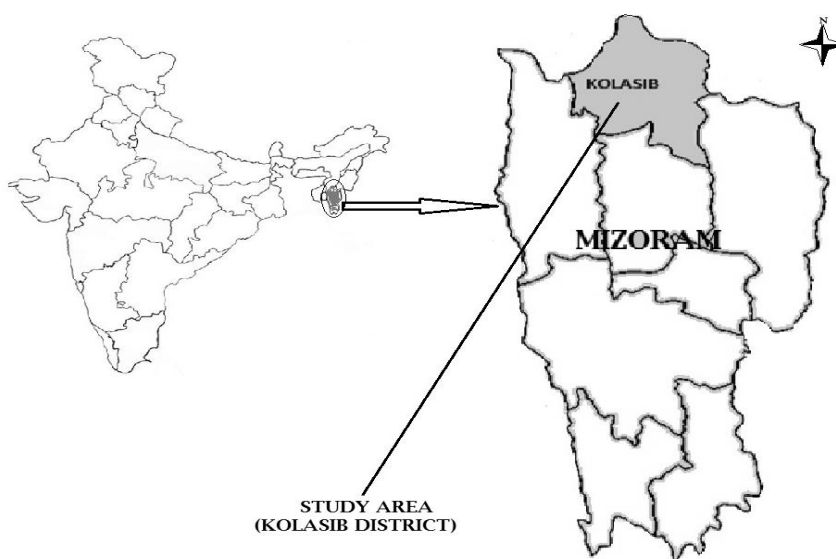 N
KOLASIB
MIZORAM
STUDY AREA
(KOLASIB DISTRICT)